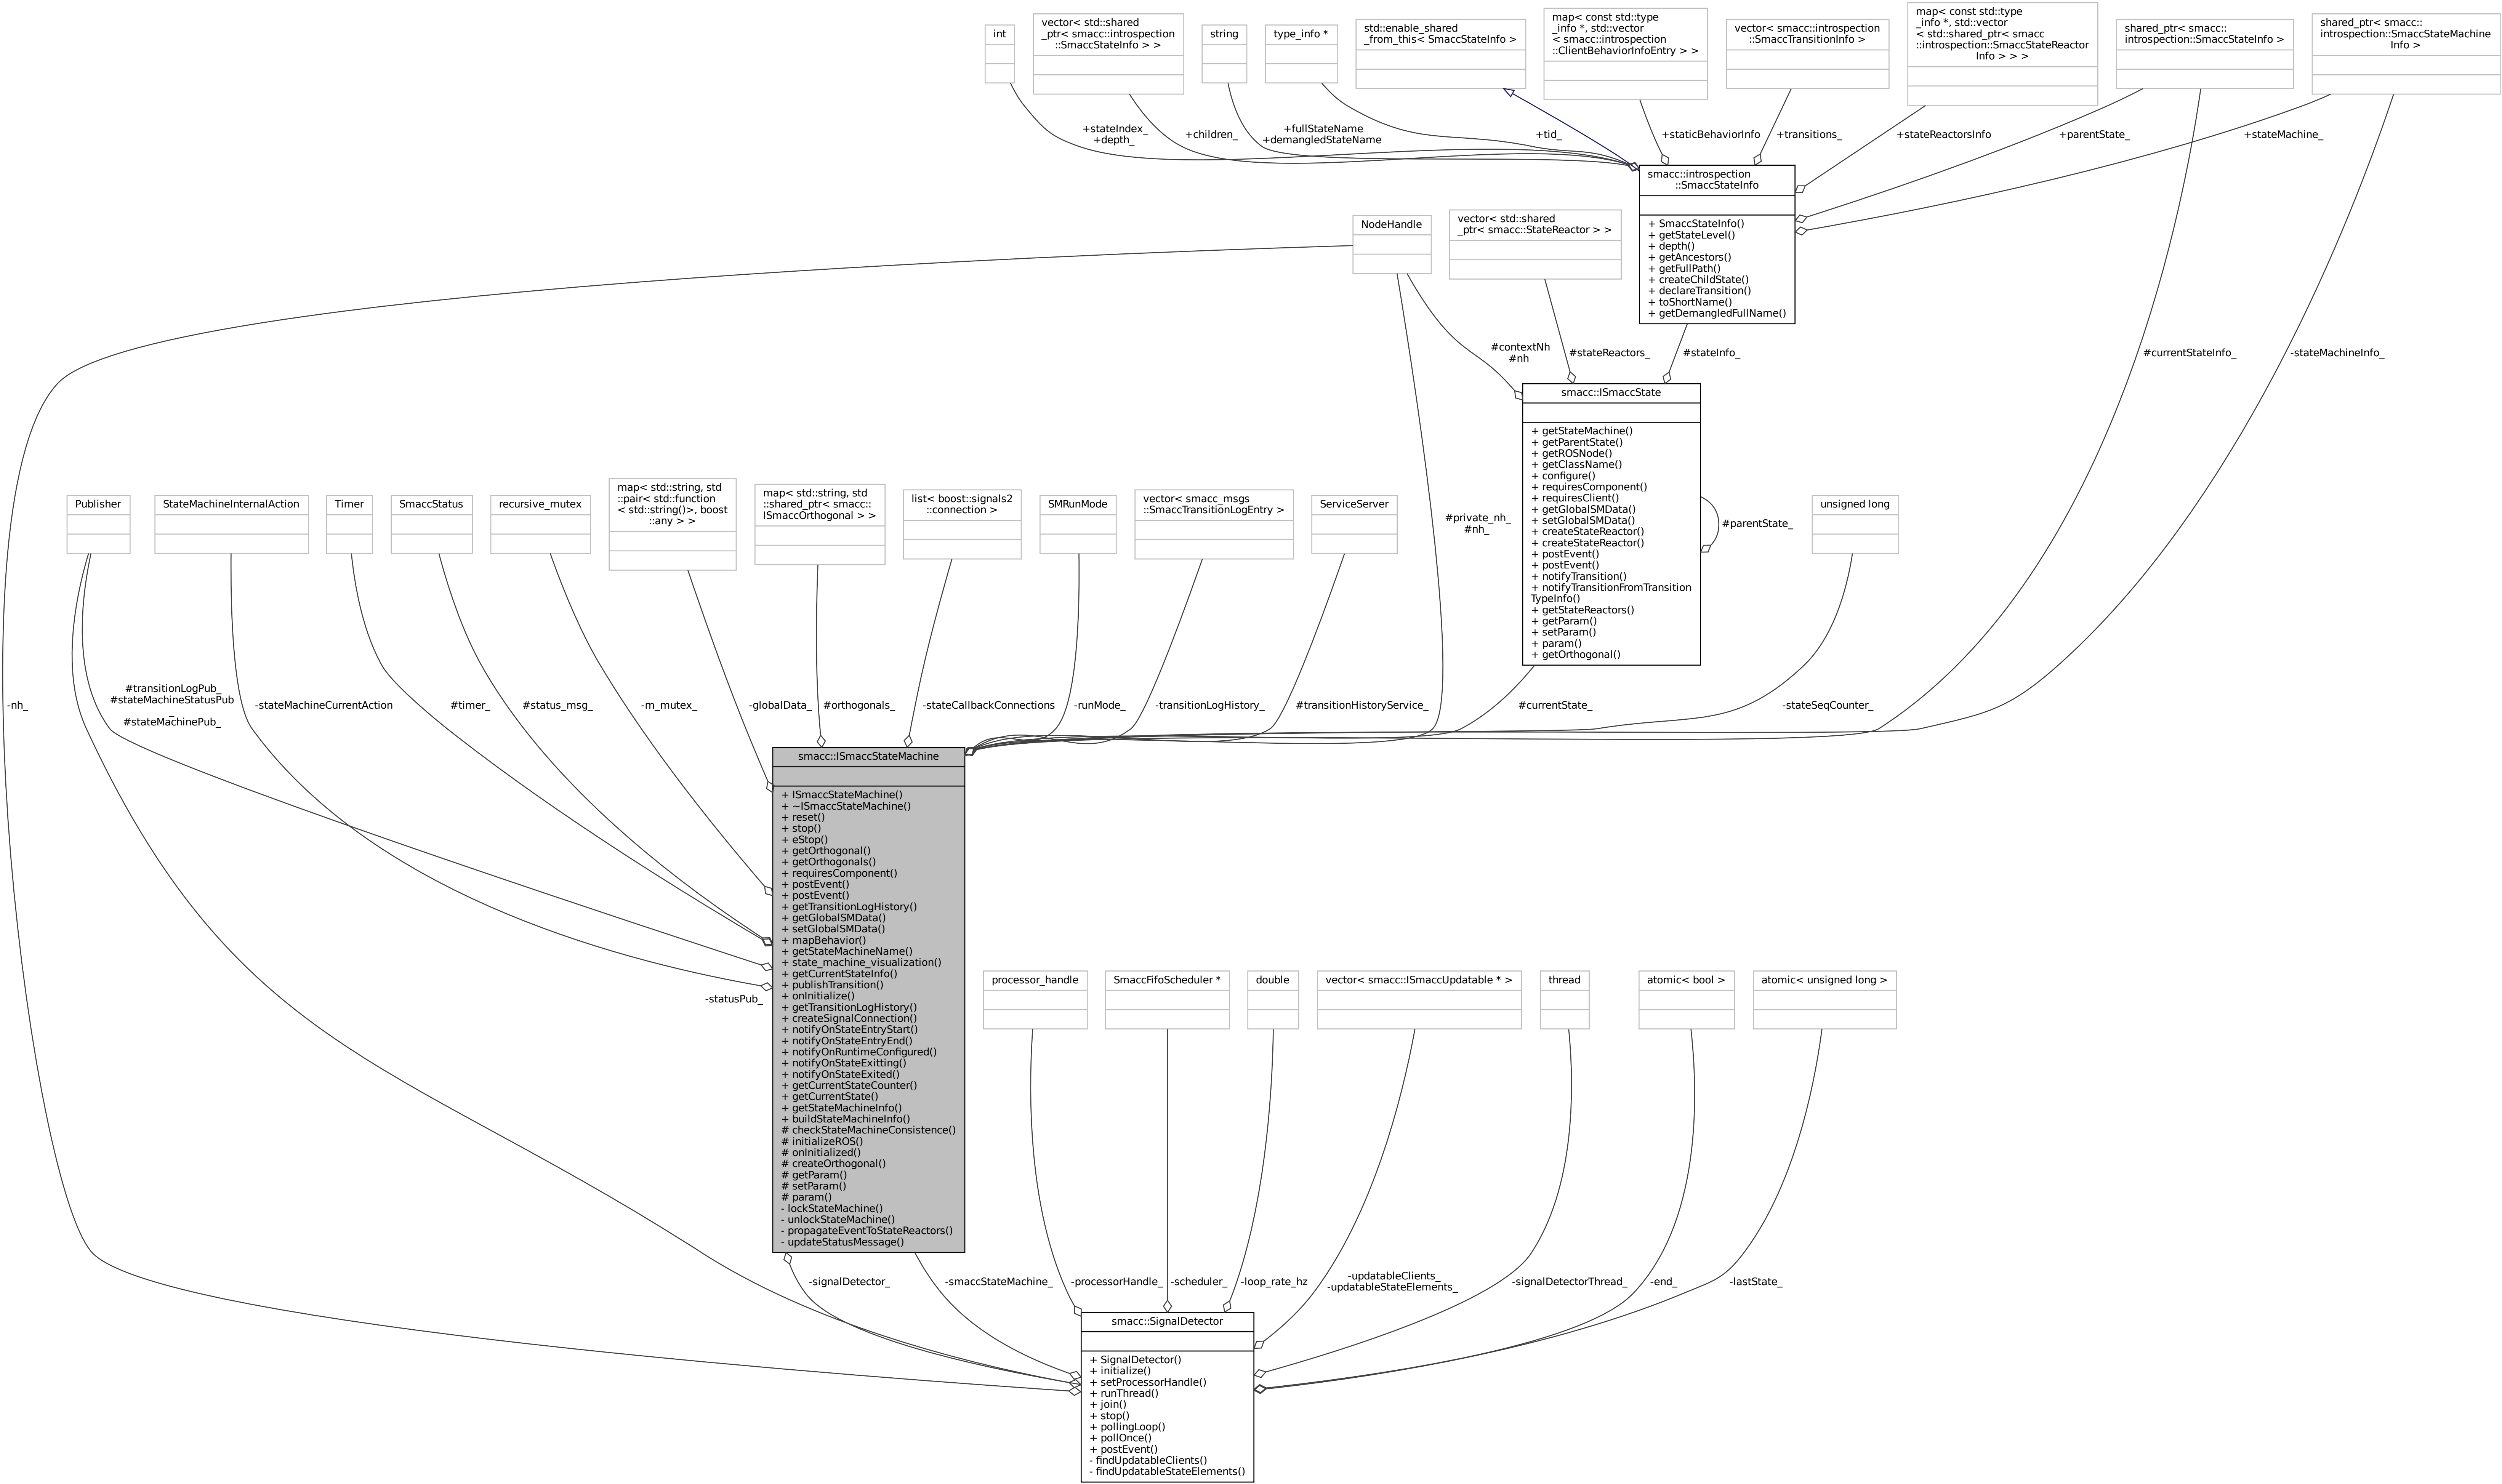 int
vector< std::shared
_ptr< smacc::introspection
::SmaccStateInfo > >
string
type_info *
std::enable_shared
_from_this< SmaccStateInfo >
map< const std::type
_info *, std::vector
< smacc::introspection
::ClientBehaviorInfoEntry > >
vector< smacc::introspection
::SmaccTransitionInfo >
map< const std::type
_info *, std::vector
< std::shared_ptr< smacc
::introspection::SmaccStateReactor
Info > > >
shared_ptr< smacc::
introspection::SmaccStateInfo >
shared_ptr< smacc::
introspection::SmaccStateMachine
Info >
+stateIndex_
+depth_
+children_
+fullStateName
+demangledStateName
+tid_
+staticBehaviorInfo
+transitions_
+stateReactorsInfo
+parentState_
+stateMachine_
smacc::introspection
::SmaccStateInfo
+ SmaccStateInfo()
+ getStateLevel()
+ depth()
+ getAncestors()
+ getFullPath()
+ createChildState()
+ declareTransition()
+ toShortName()
+ getDemangledFullName()
NodeHandle
vector< std::shared
_ptr< smacc::StateReactor > >
#contextNh
#nh
#stateReactors_
#stateInfo_
#currentStateInfo_
-stateMachineInfo_
smacc::ISmaccState
+ getStateMachine()
+ getParentState()
+ getROSNode()
+ getClassName()
+ configure()
+ requiresComponent()
+ requiresClient()
+ getGlobalSMData()
+ setGlobalSMData()
+ createStateReactor()
+ createStateReactor()
+ postEvent()
+ postEvent()
+ notifyTransition()
+ notifyTransitionFromTransition
TypeInfo()
+ getStateReactors()
+ getParam()
+ setParam()
+ param()
+ getOrthogonal()
#parentState_
Publisher
StateMachineInternalAction
Timer
SmaccStatus
recursive_mutex
map< std::string, std
::pair< std::function
< std::string()>, boost
::any > >
map< std::string, std
::shared_ptr< smacc::
ISmaccOrthogonal > >
list< boost::signals2
::connection >
SMRunMode
vector< smacc_msgs
::SmaccTransitionLogEntry >
ServiceServer
#private_nh_
#nh_
unsigned long
-nh_
#transitionLogPub_
#stateMachineStatusPub
_
#stateMachinePub_
-stateMachineCurrentAction
#timer_
#status_msg_
-m_mutex_
-globalData_
#orthogonals_
-stateCallbackConnections
-runMode_
-transitionLogHistory_
#transitionHistoryService_
#currentState_
-stateSeqCounter_
smacc::ISmaccStateMachine
+ ISmaccStateMachine()
+ ~ISmaccStateMachine()
+ reset()
+ stop()
+ eStop()
+ getOrthogonal()
+ getOrthogonals()
+ requiresComponent()
+ postEvent()
+ postEvent()
+ getTransitionLogHistory()
+ getGlobalSMData()
+ setGlobalSMData()
+ mapBehavior()
+ getStateMachineName()
+ state_machine_visualization()
+ getCurrentStateInfo()
+ publishTransition()
+ onInitialize()
+ getTransitionLogHistory()
+ createSignalConnection()
+ notifyOnStateEntryStart()
+ notifyOnStateEntryEnd()
+ notifyOnRuntimeConfigured()
+ notifyOnStateExitting()
+ notifyOnStateExited()
+ getCurrentStateCounter()
+ getCurrentState()
+ getStateMachineInfo()
+ buildStateMachineInfo()
# checkStateMachineConsistence()
# initializeROS()
# onInitialized()
# createOrthogonal()
# getParam()
# setParam()
# param()
- lockStateMachine()
- unlockStateMachine()
- propagateEventToStateReactors()
- updateStatusMessage()
-statusPub_
processor_handle
SmaccFifoScheduler *
double
vector< smacc::ISmaccUpdatable * >
thread
atomic< bool >
atomic< unsigned long >
-signalDetector_
-smaccStateMachine_
-processorHandle_
-scheduler_
-loop_rate_hz
-updatableClients_
-updatableStateElements_
-signalDetectorThread_
-end_
-lastState_
smacc::SignalDetector
+ SignalDetector()
+ initialize()
+ setProcessorHandle()
+ runThread()
+ join()
+ stop()
+ pollingLoop()
+ pollOnce()
+ postEvent()
- findUpdatableClients()
- findUpdatableStateElements()